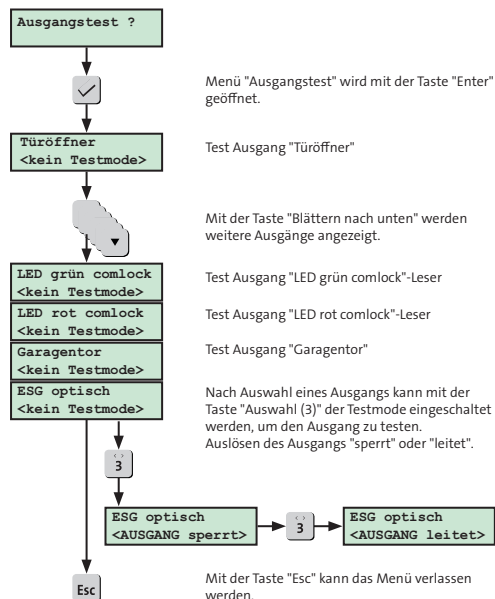 Ausgangstest ?
Menü "Ausgangstest" wird mit der Taste "Enter"
geöffnet.
Türöffner
<kein Testmode>
Test Ausgang "Türöffner"
Mit der Taste "Blättern nach unten" werden
weitere Ausgänge angezeigt.
LED grün comlock
<kein Testmode>
Test Ausgang "LED grün comlock"-Leser
LED rot comlock
<kein Testmode>
Test Ausgang "LED rot comlock"-Leser
Garagentor
<kein Testmode>
Test Ausgang "Garagentor"
ESG optisch
<kein Testmode>
Nach Auswahl eines Ausgangs kann mit der
Taste "Auswahl (3)" der Testmode eingeschaltet
werden, um den Ausgang zu testen.
Auslösen des Ausgangs "sperrt" oder "leitet".
< >
3
ESG optisch
<AUSGANG sperrt>
< >
3
ESG optisch
<AUSGANG leitet>
Esc
Mit der Taste "Esc" kann das Menü verlassen
werden.